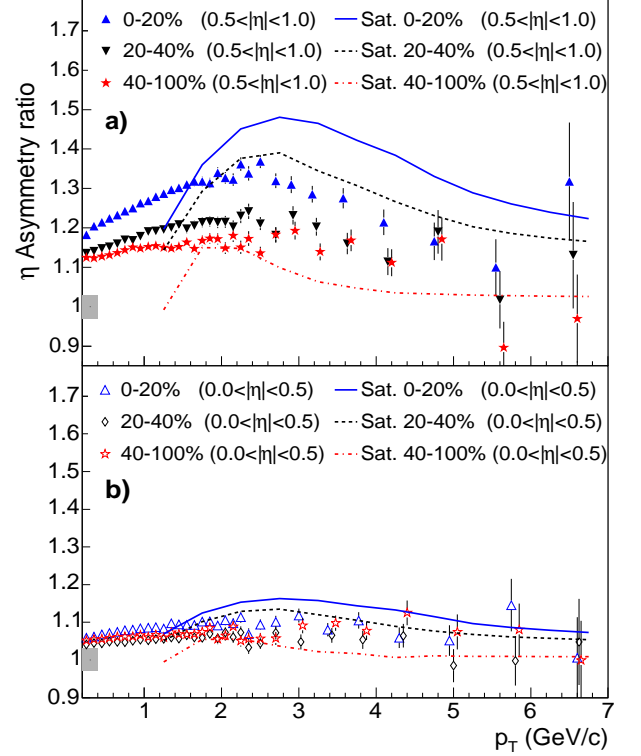 1.7
1.6
1.5
1.4
1.3
1.2
1.1
1
0.9
η Asymmetry ratio
0-20% (0.5<|η|<1.0)
20-40% (0.5<|η|<1.0)
40-100% (0.5<|η|<1.0)
Sat. 0-20% (0.5<|η|<1.0)
Sat. 20-40% (0.5<|η|<1.0)
Sat. 40-100% (0.5<|η|<1.0)
a)
1.7
1.6
1.5
1.4
1.3
1.2
1.1
1
0.9
0-20% (0.0<|η|<0.5)
20-40% (0.0<|η|<0.5)
40-100% (0.0<|η|<0.5)
Sat. 0-20% (0.0<|η|<0.5)
Sat. 20-40% (0.0<|η|<0.5)
Sat. 40-100% (0.0<|η|<0.5)
b)
1 2 3 4 5 6 7
p_T (GeV/c)